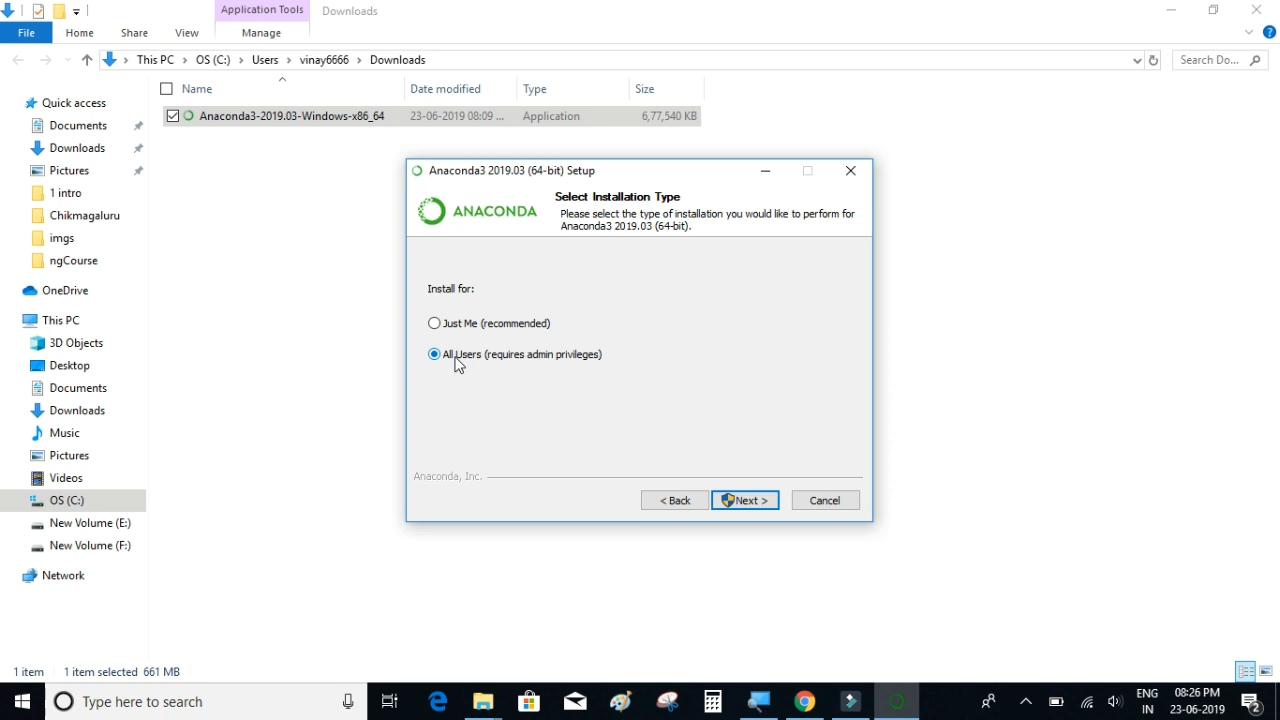 Application Tools
Downloads
File
Home
Share
View
Manage
This PC
OS (C:)
Users
vinay6666
Downloads
Search Do...
Name
Date modified
Type
Size
Anaconda3-2019.03-Windows-x86_64
23-06-2019 08:09 ...
Application
6,77,540 KB
Quick access
Documents
Downloads
Pictures
1 intro
Chikmagaluru
imgs
ngCourse
OneDrive
This PC
3D Objects
Desktop
Documents
Downloads
Music
Pictures
Videos
OS (C:)
New Volume (E:)
New Volume (F:)
Network
Anaconda3 2019.03 (64-bit) Setup
ANACONDA
Select Installation Type
Please select the type of installation you would like to perform for
Anaconda3 2019.03 (64-bit).
Install for:
Just Me (recommended)
All Users (requires admin privileges)
Anaconda, Inc.
< Back
Next >
Cancel
1 item
1 item selected 661 MB
Type here to search
ENG
IN
08:26 PM
23-06-2019
2